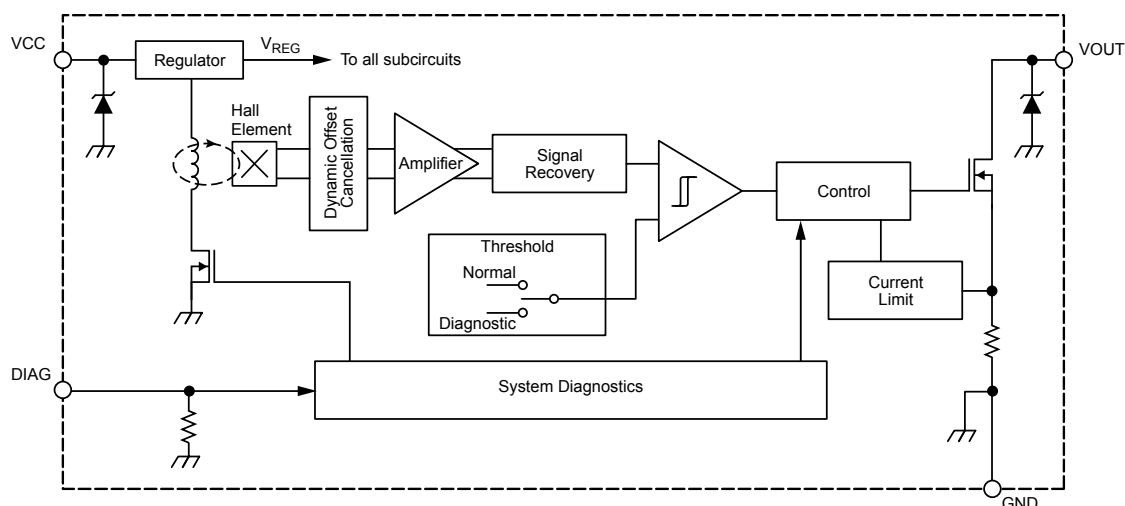 VCC
Regulator
VREG
To all subcircuits
VOUT
Hall
Element
Dynamic Offset
Cancellation
Amplifier
Signal
Recovery
Control
Threshold
Normal
Diagnostic
Current
Limit
DIAG
System Diagnostics
GND